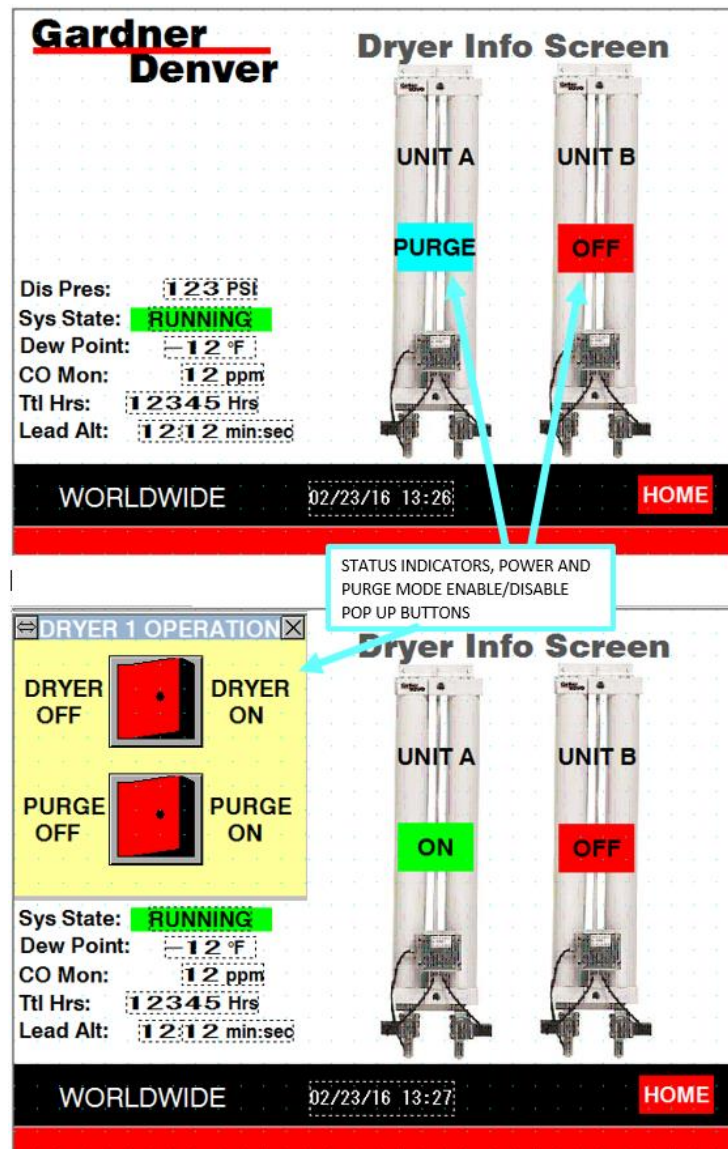 Gardner
Denver
Dryer Info Screen
UNIT A
UNIT B
PURGE
OFF
Dis Pres: 123 PSI
Sys State: RUNNING
Dew Point: -12 °F
CO Mon: 12 ppm
Ttl Hrs: 12345 Hrs
Lead Alt: 12:12 min:sec
WORLDWIDE
02/23/16 13:26
HOME
STATUS INDICATORS, POWER AND
PURGE MODE ENABLE/DISABLE
POP UP BUTTONS
DRYER 1 OPERATION
DRYER
OFF
DRYER
ON
PURGE
OFF
PURGE
ON
Dryer Info Screen
UNIT A
UNIT B
ON
OFF
Sys State: RUNNING
Dew Point: -12 °F
CO Mon: 12 ppm
Ttl Hrs: 12345 Hrs
Lead Alt: 12:12 min:sec
WORLDWIDE
02/23/16 13:27
HOME